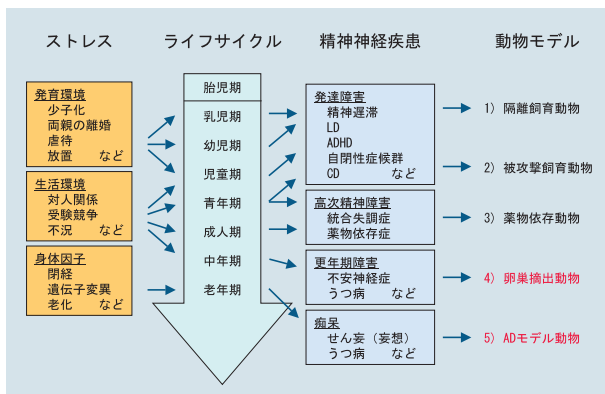 ストレス
ライフサイクル
精神神経疾患
動物モデル
発育環境
少子化
両親の離婚
虐待
放置 など
生活環境
対人関係
受験競争
不況 など
身体因子
閉経
遺伝子変異
老化 など
胎児期
乳児期
幼児期
児童期
青年期
成人期
中年期
老年期
発達障害
精神遅滞
LD
ADHD
自閉性症候群
CD など
高次精神障害
統合失調症
薬物依存症
更年期障害
不安神経症
うつ病 など
痴呆
せん妄（妄想）
うつ病 など
1）隔離飼育動物
2）被攻撃飼育動物
3）薬物依存動物
4）卵巣摘出動物
5）ADモデル動物